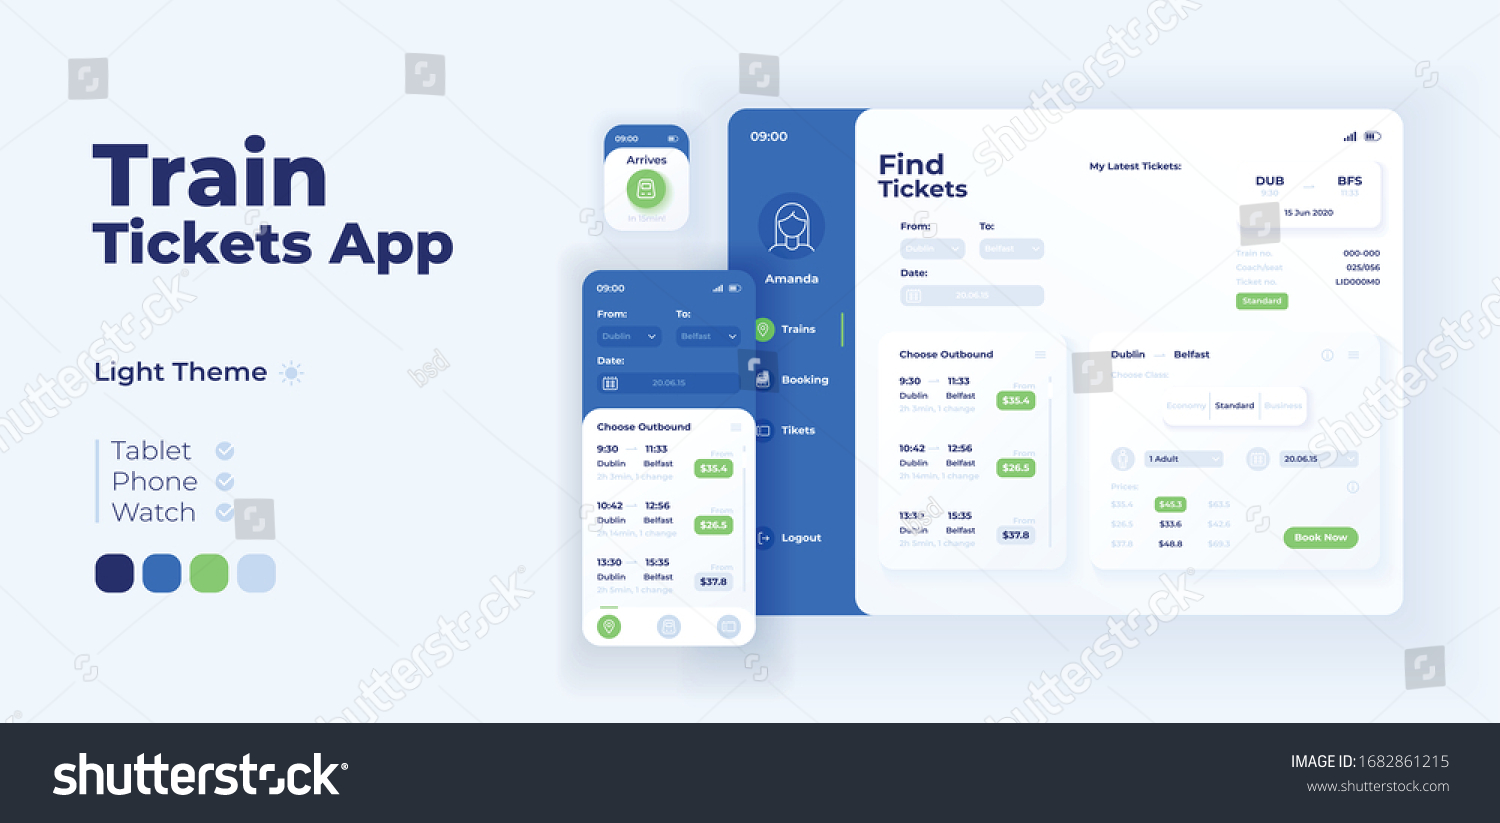 Train
Tickets App
Light Theme
Tablet
Phone
Watch
09:00
Arrives
In 15min!
09:00
From:
To:
Dublin
Belfast
Date:
20.06.15
Choose Outbound
9:30
11:33
From
Dublin
Belfast
$35.4
2h 3min, 1 change
10:42
12:56
From
Dublin
Belfast
$26.5
2h 14min, 1 change
13:30
15:35
From
Dublin
Belfast
$37.8
2h 5min, 1 change
09:00
Amanda
Trains
Booking
Tikets
Logout
Find
Tickets
From:
To:
Dublin
Belfast
Date:
20.06.15
My Latest Tickets:
DUB
BFS
9:30
11:33
15 Jun 2020
Train no.
000-000
Coach/seat
025/056
Ticket no.
LID000M0
Standard
Choose Outbound
9:30
11:33
From
Dublin
Belfast
$35.4
2h 3min, 1 change
10:42
12:56
From
Dublin
Belfast
$26.5
2h 14min, 1 change
13:30
15:35
From
Dublin
Belfast
$37.8
2h 5min, 1 change
Dublin
Belfast
Choose Class:
Economy
Standard
Business
1 Adult
20.06.15
Prices:
$35.4
$45.3
$63.5
$26.5
$33.6
$42.6
$37.8
$48.8
$69.3
Book Now
shutterstock
shutterstock
shutterstock
shutterstock
shutterstock
shutterstock
bsd
bsd
shutterstock
IMAGE ID: 1682861215
www.shutterstock.com